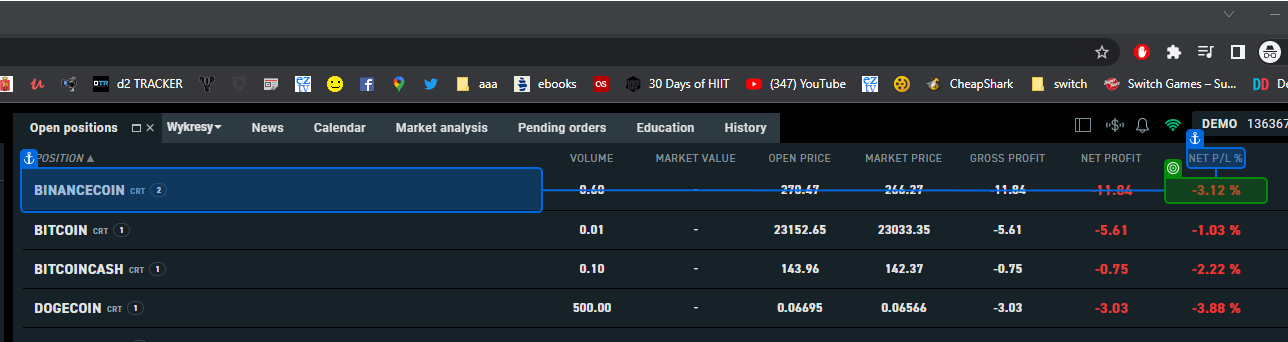 d2 TRACKER aaa ebooks 30 Days of HIIT (347) YouTube CheapShark switch Switch Games – Su... De
Open positions Wykresy News Calendar Market analysis Pending orders Education History DEMO 136367
POSITION VOLUME MARKET VALUE OPEN PRICE MARKET PRICE GROSS PROFIT NET PROFIT NET P/L %
BINANCECOIN CRT 2 0.60 - 270.47 266.27 -11.84 -11.84 -3.12 %
BITCOIN CRT 1 0.01 - 23152.65 23033.35 -5.61 -5.61 -1.03 %
BITCOINCASH CRT 1 0.10 - 143.96 142.37 -0.75 -0.75 -2.22 %
DOGECOIN CRT 1 500.00 - 0.06695 0.06566 -3.03 -3.03 -3.88 %